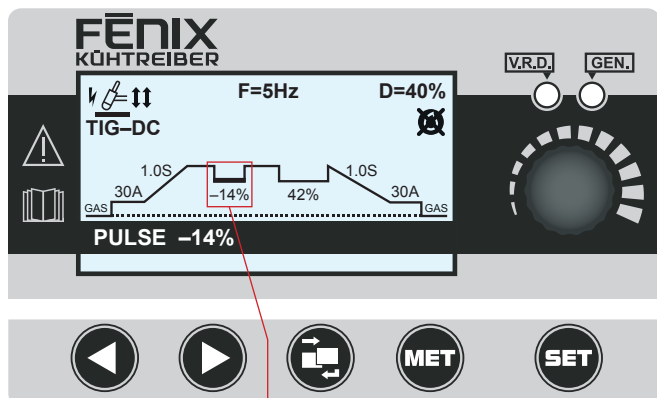 FĒNIX
KÜHTREIBER
V.R.D. GEN.
F=5Hz D=40%
TIG–DC
1.0S 1.0S
30A –14% 42% 30A
GAS GAS
PULSE –14%
MET SET